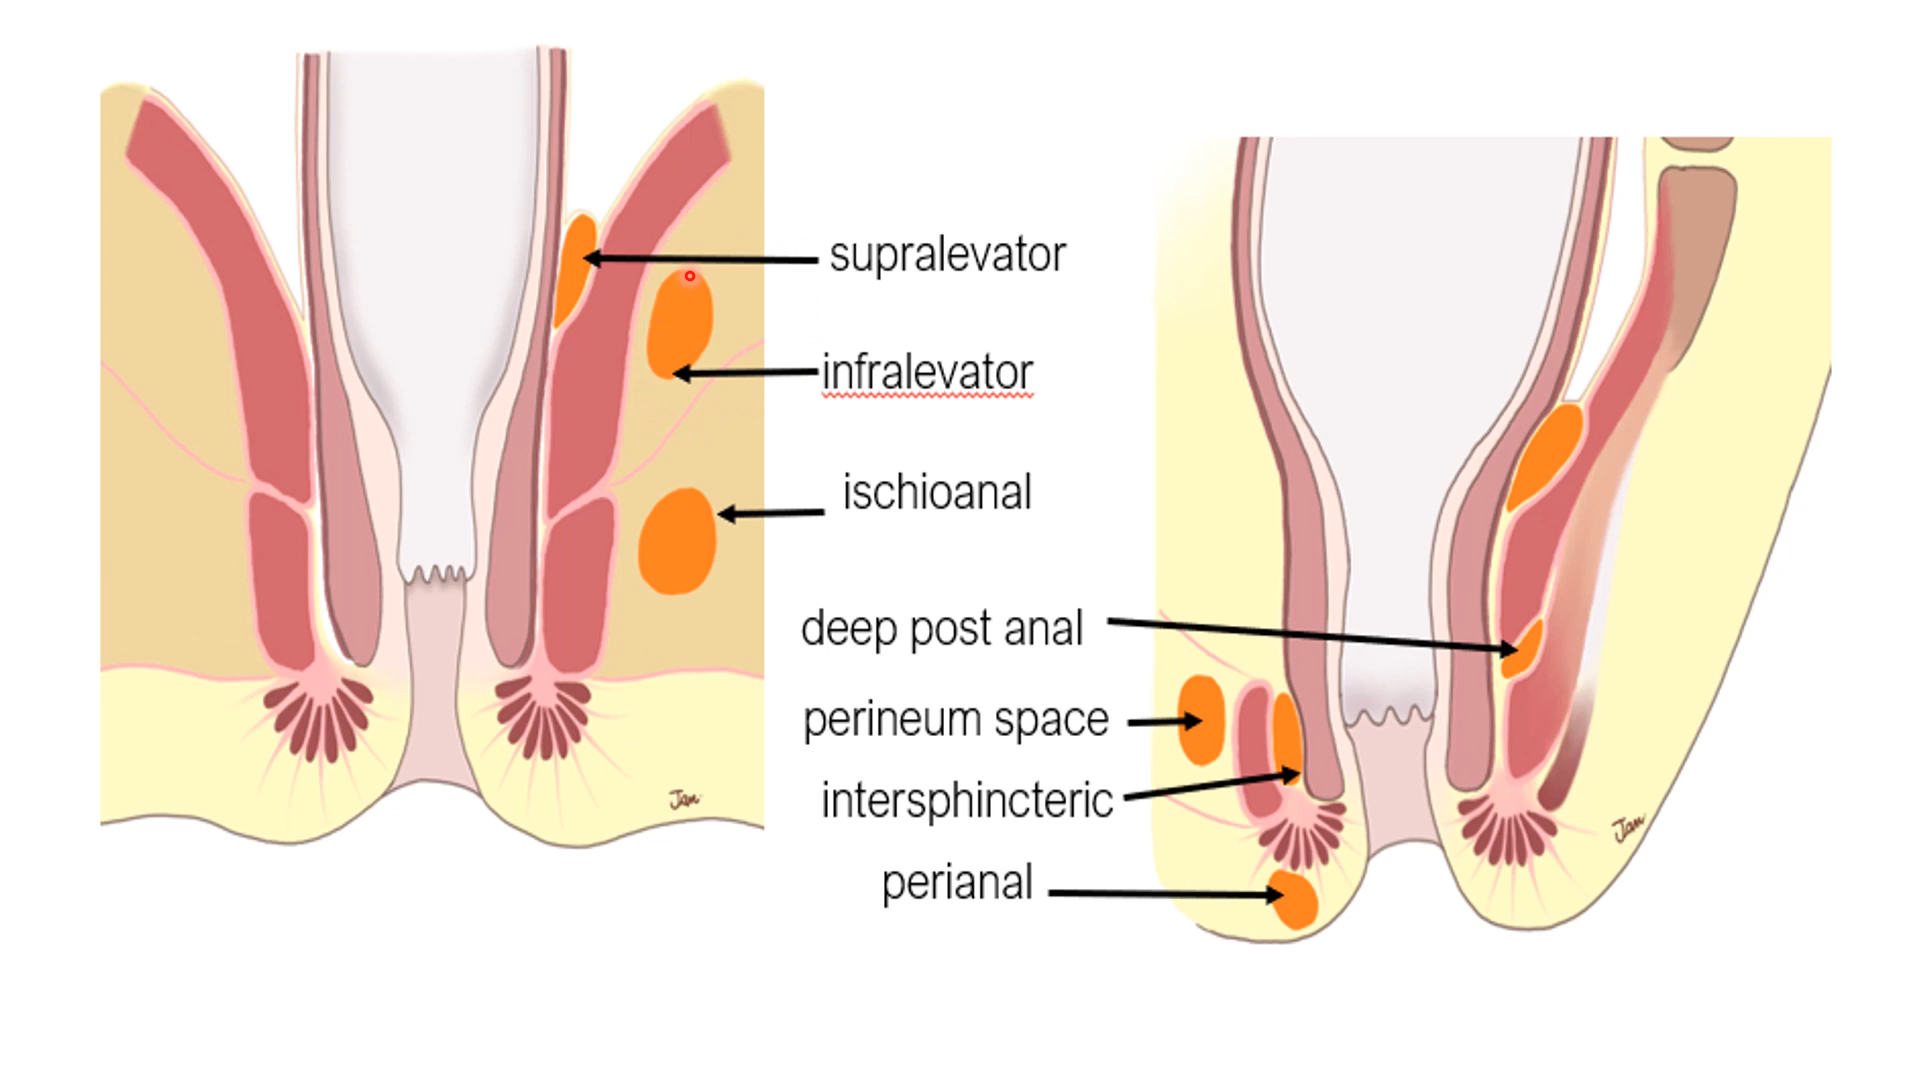 supralevator
infralevator
ischioanal
deep post anal
perineum space
intersphincteric
perianal
Jan
Jan